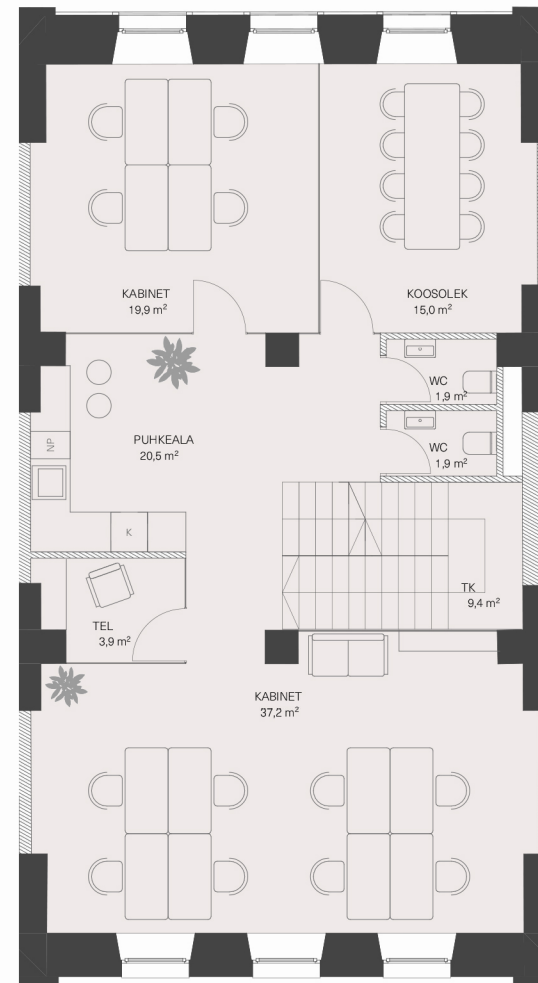 KABINET
19,9 m²
KOOSOLEK
15,0 m²
WC
1,9 m²
PUHKEALA
20,5 m²
NP
WC
1,9 m²
K
TK
9,4 m²
TEL
3,9 m²
KABINET
37,2 m²